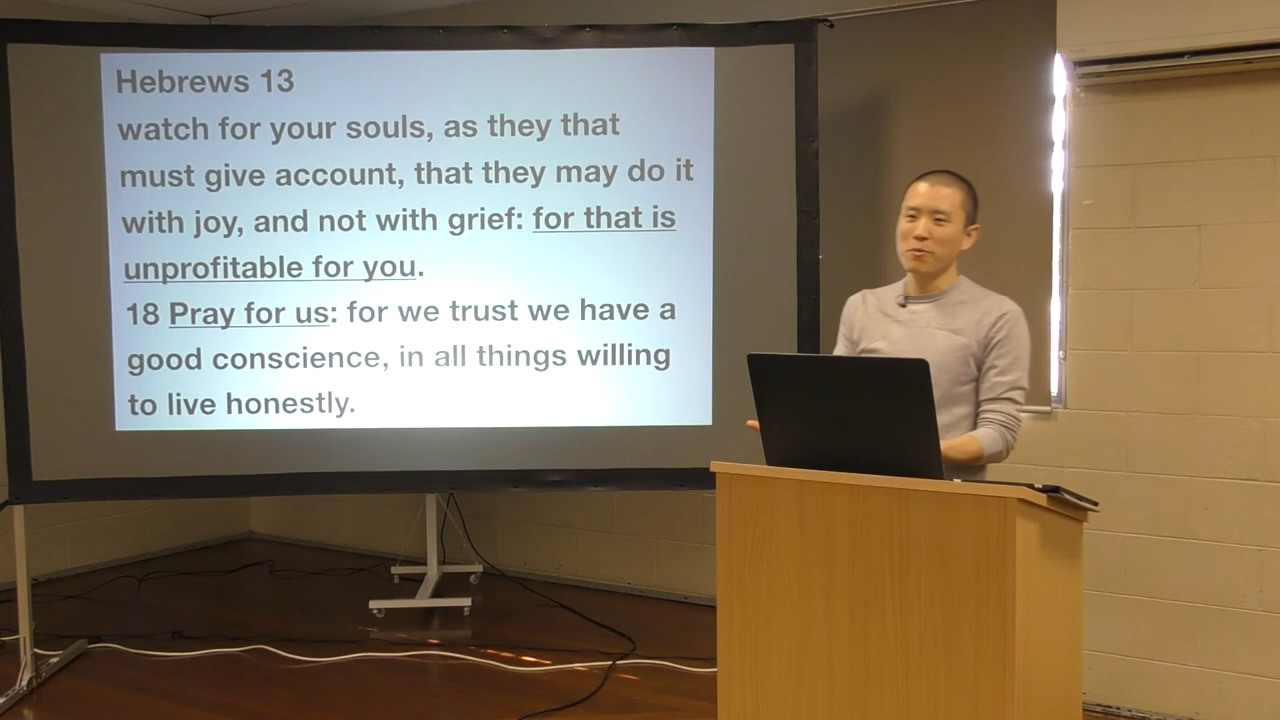 Hebrews 13
watch for your souls, as they that
must give account, that they may do it
with joy, and not with grief: for that is
unprofitable for you.
18 Pray for us: for we trust we have a
good conscience, in all things willing
to live honestly.